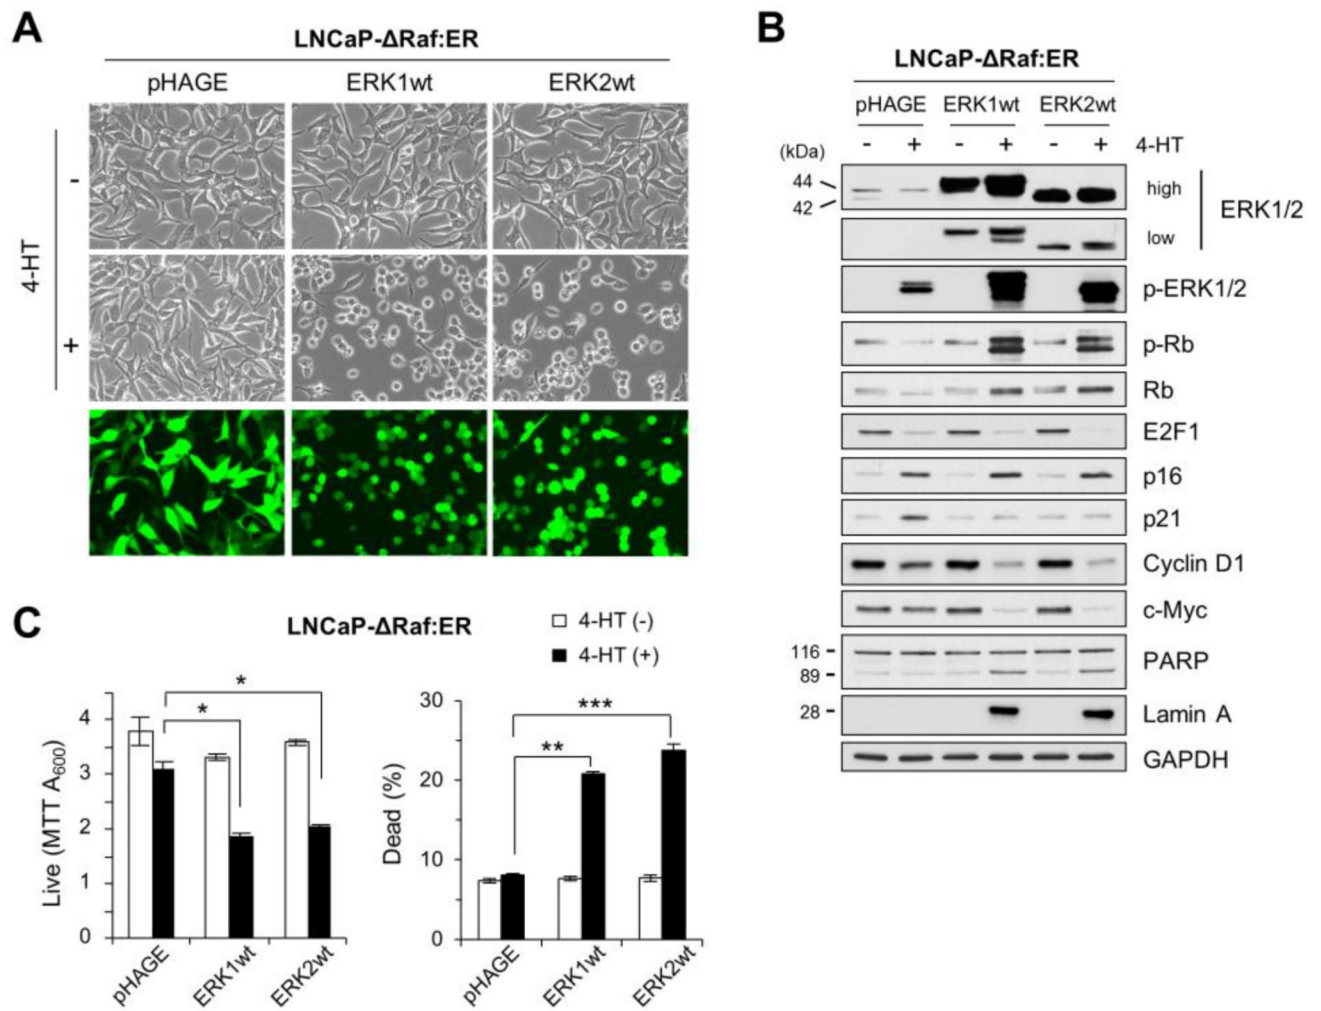 A
LNCaP-ΔRaf:ER
pHAGE ERK1wt ERK2wt
4-HT
-
+
B
LNCaP-ΔRaf:ER
pHAGE ERK1wt ERK2wt
- + - + - + 4-HT
(kDa)
44
42
high
low
ERK1/2
p-ERK1/2
p-Rb
Rb
E2F1
p16
p21
Cyclin D1
c-Myc
116 PARP
89
28 Lamin A
GAPDH
C
LNCaP-ΔRaf:ER
4-HT (-)
4-HT (+)
Live (MTT A600)
4
3
2
1
0
*
*
pHAGE ERK1wt ERK2wt
Dead (%)
30
20
10
0
***
**
pHAGE ERK1wt ERK2wt